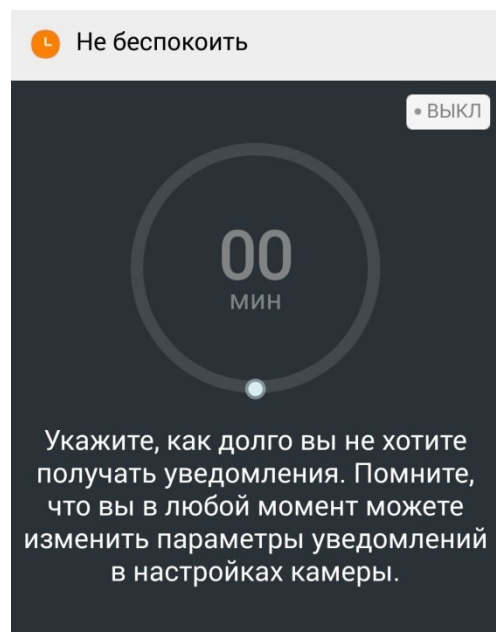 Не беспокоить
• ВЫКЛ
00
мин
Укажите, как долго вы не хотите
получать уведомления. Помните,
что вы в любой момент можете
изменить параметры уведомлений
в настройках камеры.